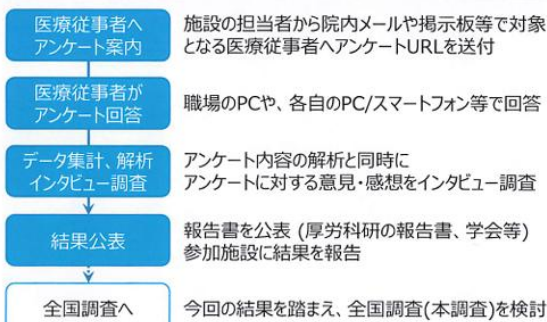 医療従事者へ
アンケート案内
施設の担当者から院内メールや掲示板等で対象
となる医療従事者へアンケートURLを送付
医療従事者が
アンケート回答
職場のPCや、各自のPC/スマートフォン等で回答
データ集計、解析
インタビュー調査
アンケート内容の解析と同時に
アンケートに対する意見・感想をインタビュー調査
結果公表
報告書を公表 (厚労科研の報告書、学会等)
参加施設に結果を報告
全国調査へ
今回の結果を踏まえ、全国調査(本調査)を検討